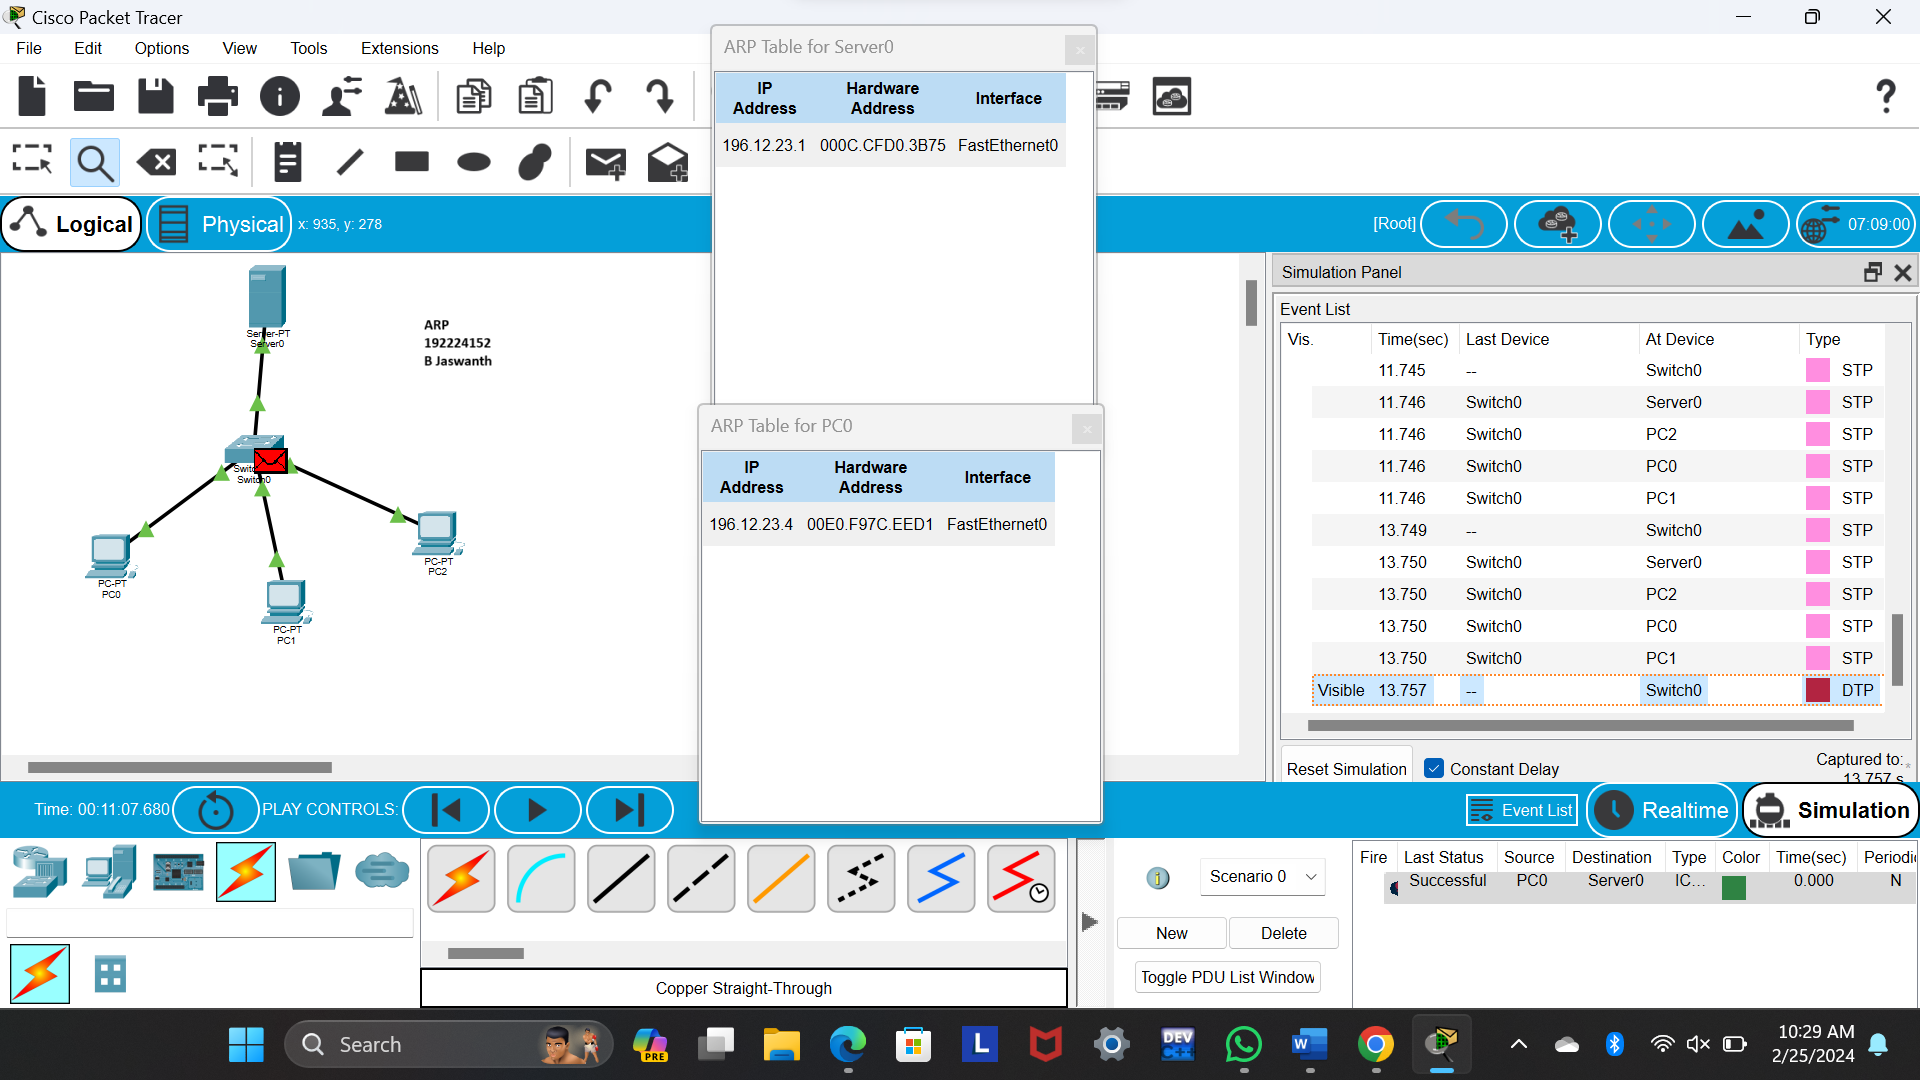 Cisco Packet Tracer
File Edit Options View Tools Extensions Help
ARP Table for Server0
IP Address Hardware Address Interface
196.12.23.1 000C.CFD0.3B75 FastEthernet0
Logical Physical x: 935, y: 278
[Root] 07:09:00
Server-PT
Server0
ARP
192224152
B Jaswanth
Switch0
PC-PT
PC0
PC-PT
PC1
PC-PT
PC2
ARP Table for PC0
IP Address Hardware Address Interface
196.12.23.4 00E0.F97C.EED1 FastEthernet0
Simulation Panel
Event List
Vis. Time(sec) Last Device At Device Type
11.745 -- Switch0 STP
11.746 Switch0 Server0 STP
11.746 Switch0 PC2 STP
11.746 Switch0 PC0 STP
11.746 Switch0 PC1 STP
13.749 -- Switch0 STP
13.750 Switch0 Server0 STP
13.750 Switch0 PC2 STP
13.750 Switch0 PC0 STP
13.750 Switch0 PC1 STP
Visible 13.757 -- Switch0 DTP
Reset Simulation Constant Delay Captured to:
13.757 s
Time: 00:11:07.680 PLAY CONTROLS: Event List Realtime Simulation
Copper Straight-Through
Scenario 0
New Delete
Toggle PDU List Window
Fire Last Status Source Destination Type Color Time(sec) Periodi
Successful PC0 Server0 IC... 0.000 N
Search
PRE
L
DEV
C++
W
10:29 AM
2/25/2024